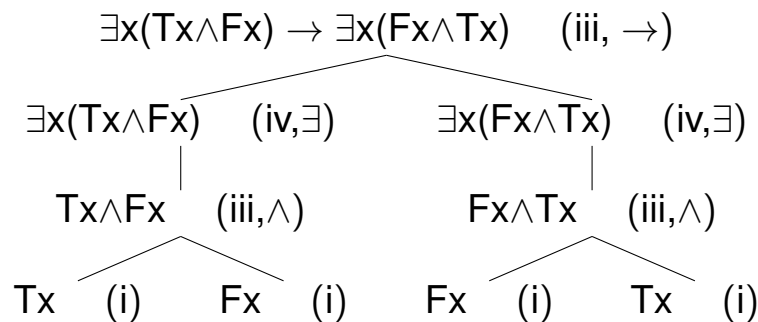 ∃x(Tx∧Fx) → ∃x(Fx∧Tx) (iii, →)
∃x(Tx∧Fx) (iv,∃) ∃x(Fx∧Tx) (iv,∃)
Tx∧Fx (iii,∧) Fx∧Tx (iii,∧)
Tx (i) Fx (i) Fx (i) Tx (i)